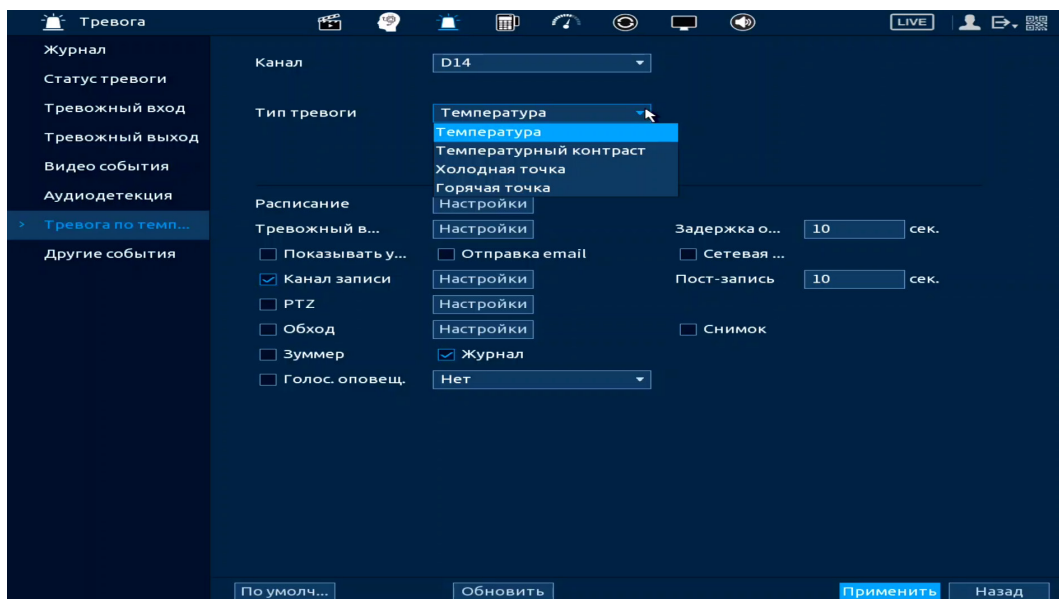 Тревога
LIVE
Журнал
Статус тревоги
Тревожный вход
Тревожный выход
Видео события
Аудиодетекция
> Тревога по темп...
Другие события
Канал D14
Тип тревоги Температура
Температура
Температурный контраст
Холодная точка
Горячая точка
Расписание Настройки
Тревожный в... Настройки Задержка о... 10 сек.
Показывать у... Отправка email Сетевая ...
Канал записи Настройки Пост-запись 10 сек.
PTZ Настройки
Обход Настройки Снимок
Зуммер Журнал
Голос. оповещ. Нет
По умолч... Обновить Применить Назад